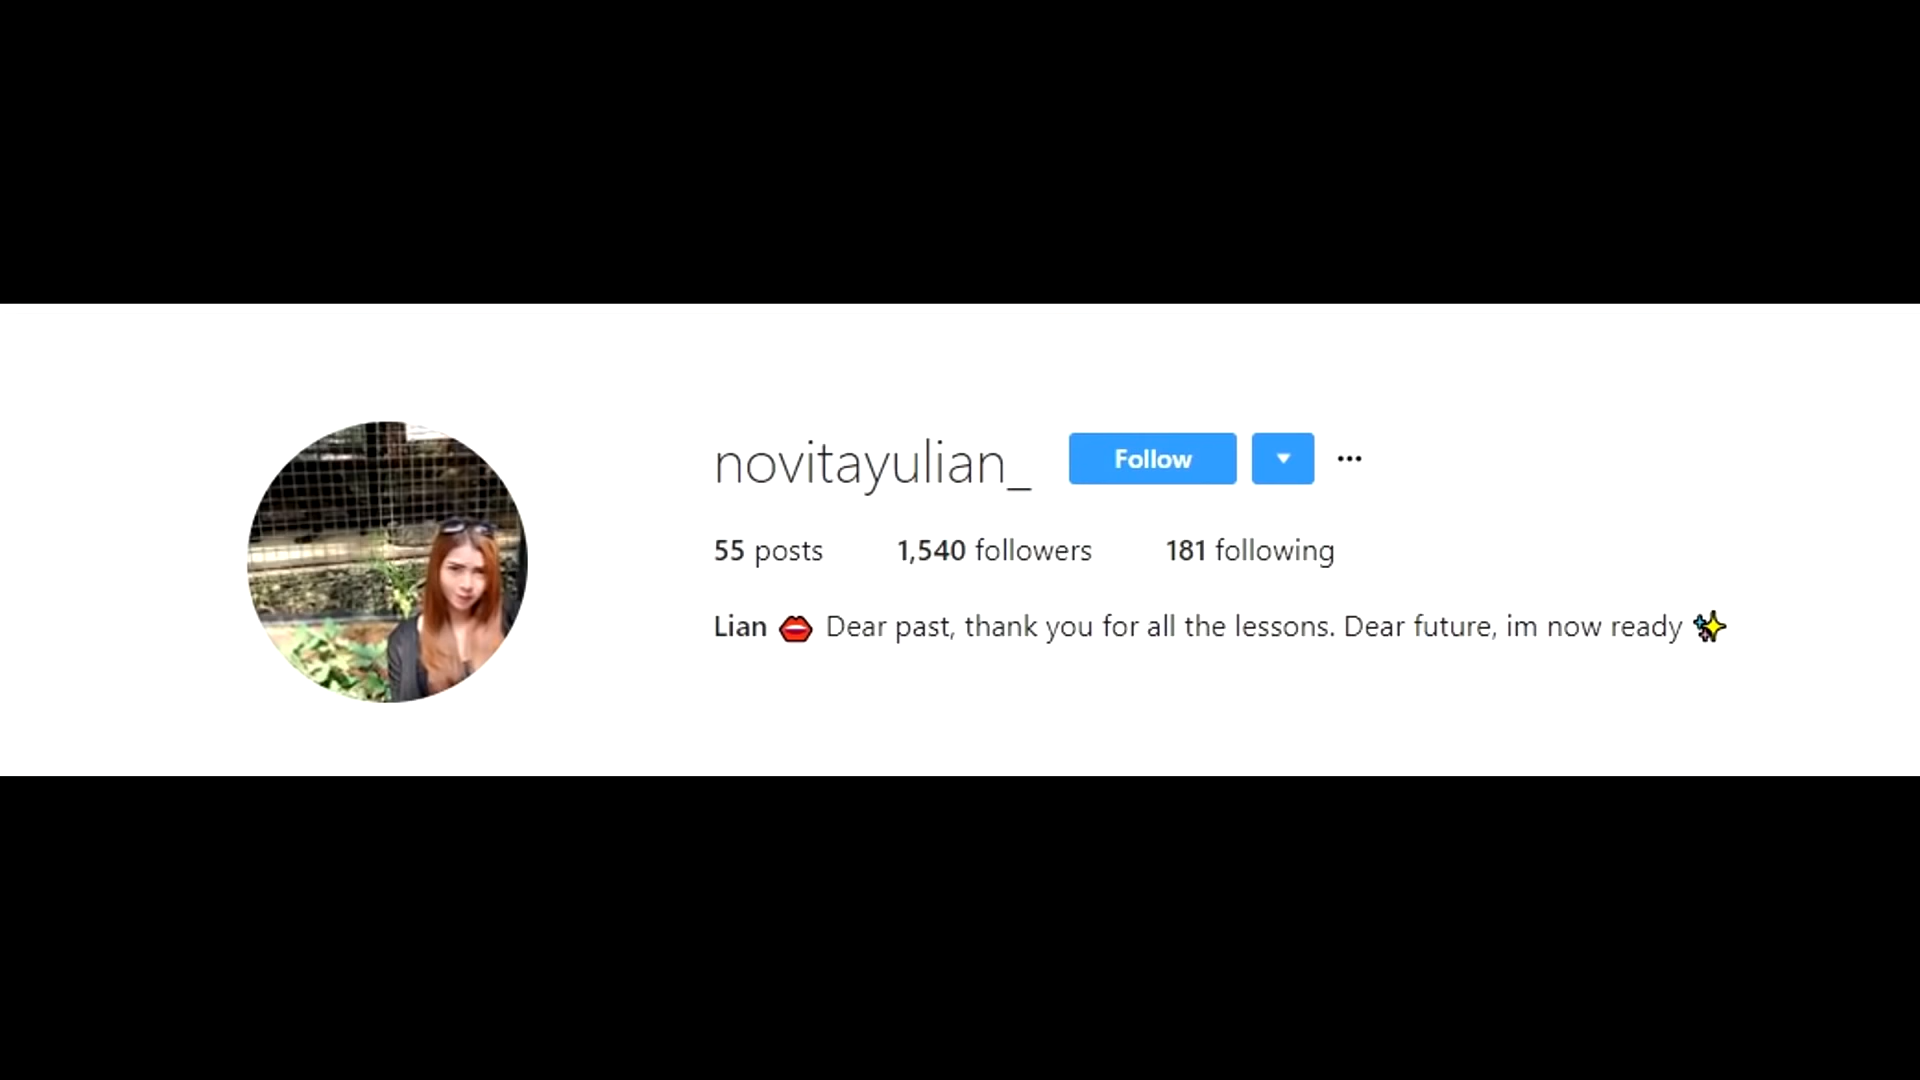 novitayulian_ Follow
55 posts 1,540 followers 181 following
Lian 👄 Dear past, thank you for all the lessons. Dear future, im now ready ✨